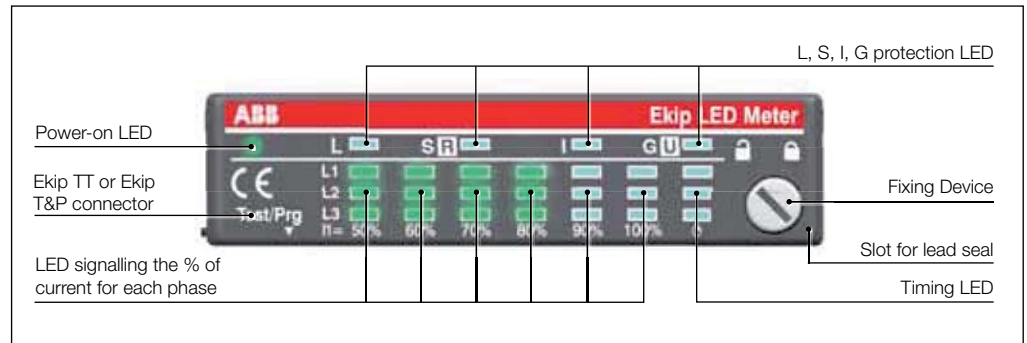 L, S, I, G protection LED
ABB Ekip LED Meter
Power-on LED
L S R I G U
Ekip TT or Ekip
T&P connector
CE
L1
L2
L3
Test/Prg
I1= 50% 60% 70% 80% 90% 100%
Fixing Device
Slot for lead seal
LED signalling the % of
current for each phase
Timing LED